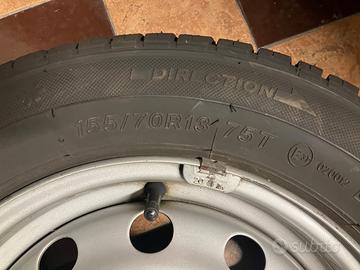 DIRECTION
155/70R13 75T
subito